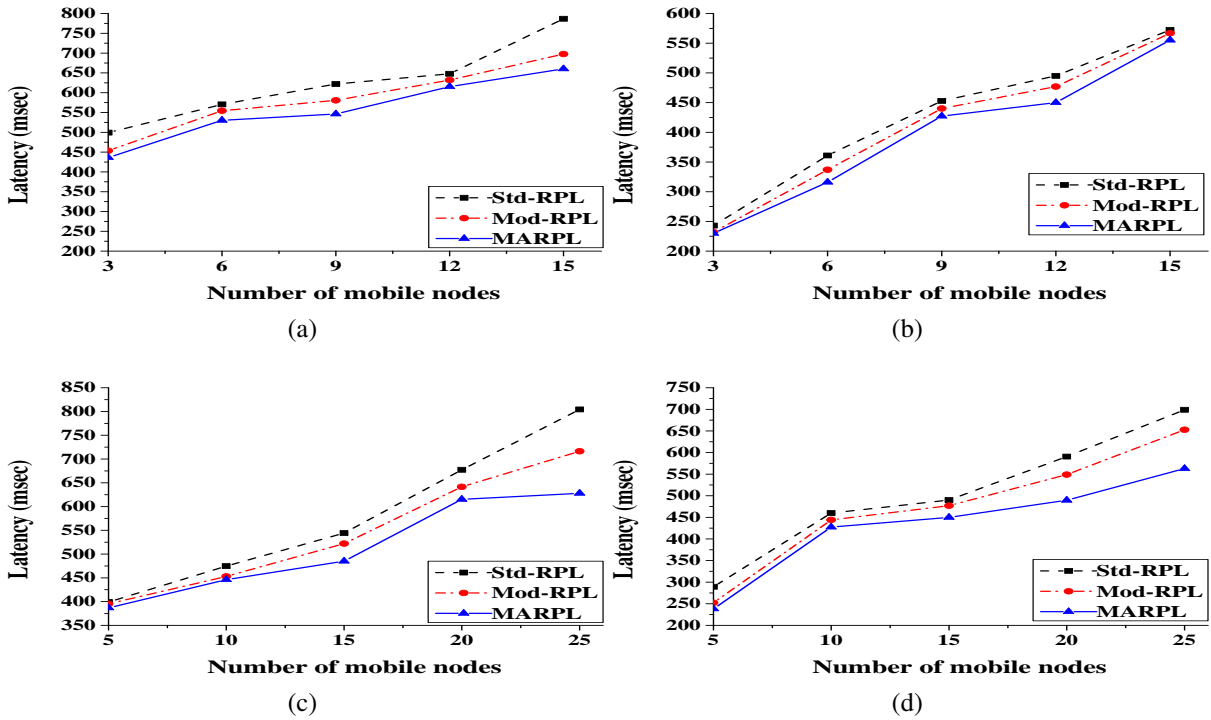 800
750
700
650
600
550
500
450
400
350
300
250
200
Latency (msec)
Std-RPL
Mod-RPL
MARPL
3 6 9 12 15
Number of mobile nodes
(a)
600
550
500
450
400
350
300
250
200
Latency (msec)
Std-RPL
Mod-RPL
MARPL
3 6 9 12 15
Number of mobile nodes
(b)
850
800
750
700
650
600
550
500
450
400
350
Latency (msec)
Std-RPL
Mod-RPL
MARPL
5 10 15 20 25
Number of mobile nodes
(c)
750
700
650
600
550
500
450
400
350
300
250
200
Latency (msec)
Std-RPL
Mod-RPL
MARPL
5 10 15 20 25
Number of mobile nodes
(d)